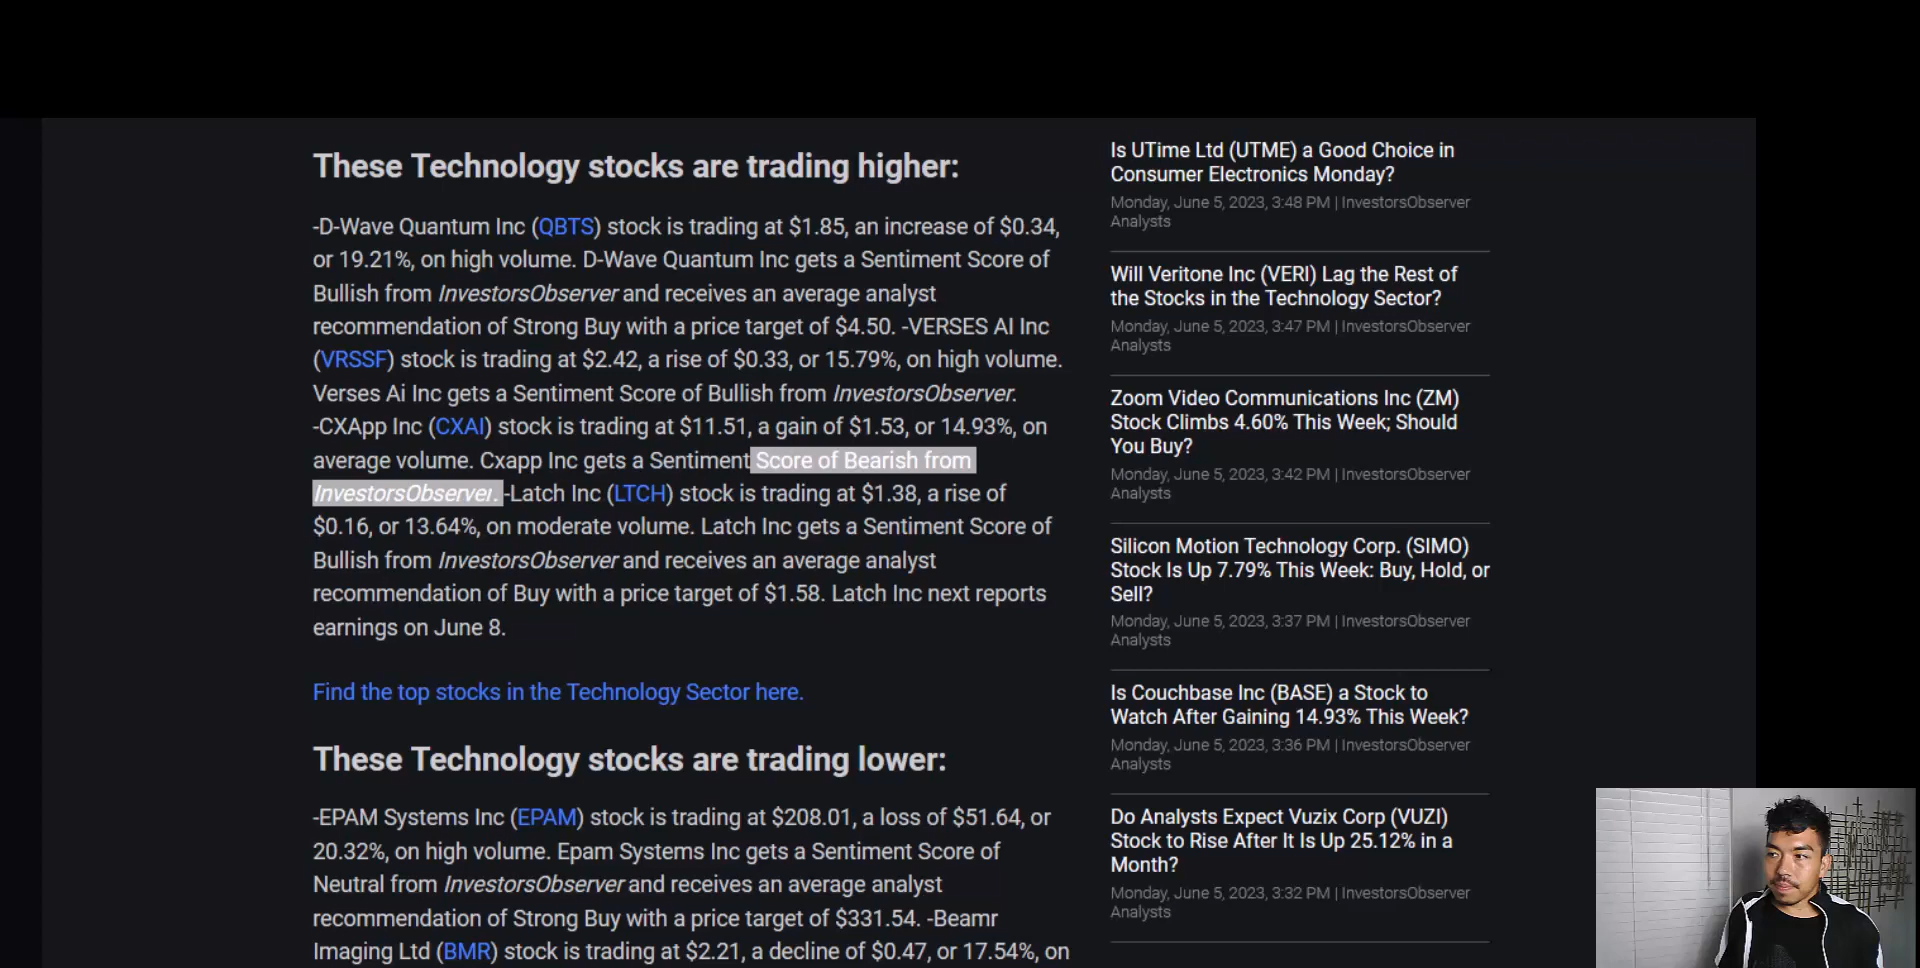 These Technology stocks are trading higher:
-D-Wave Quantum Inc (QBTS) stock is trading at $1.85, an increase of $0.34,
or 19.21%, on high volume. D-Wave Quantum Inc gets a Sentiment Score of
Bullish from InvestorsObserver and receives an average analyst
recommendation of Strong Buy with a price target of $4.50. -VERSES AI Inc
(VRSSF) stock is trading at $2.42, a rise of $0.33, or 15.79%, on high volume.
Verses Ai Inc gets a Sentiment Score of Bullish from InvestorsObserver.
-CXApp Inc (CXAI) stock is trading at $11.51, a gain of $1.53, or 14.93%, on
average volume. Cxapp Inc gets a Sentiment Score of Bearish from
InvestorsObserver. -Latch Inc (LTCH) stock is trading at $1.38, a rise of
$0.16, or 13.64%, on moderate volume. Latch Inc gets a Sentiment Score of
Bullish from InvestorsObserver and receives an average analyst
recommendation of Buy with a price target of $1.58. Latch Inc next reports
earnings on June 8.
Find the top stocks in the Technology Sector here.
These Technology stocks are trading lower:
-EPAM Systems Inc (EPAM) stock is trading at $208.01, a loss of $51.64, or
20.32%, on high volume. Epam Systems Inc gets a Sentiment Score of
Neutral from InvestorsObserver and receives an average analyst
recommendation of Strong Buy with a price target of $331.54. -Beamr
Imaging Ltd (BMR) stock is trading at $2.21, a decline of $0.47, or 17.54%, on
Is UTime Ltd (UTME) a Good Choice in
Consumer Electronics Monday?
Monday, June 5, 2023, 3:48 PM | InvestorsObserver
Analysts
Will Veritone Inc (VERI) Lag the Rest of
the Stocks in the Technology Sector?
Monday, June 5, 2023, 3:47 PM | InvestorsObserver
Analysts
Zoom Video Communications Inc (ZM)
Stock Climbs 4.60% This Week; Should
You Buy?
Monday, June 5, 2023, 3:42 PM | InvestorsObserver
Analysts
Silicon Motion Technology Corp. (SIMO)
Stock Is Up 7.79% This Week: Buy, Hold, or
Sell?
Monday, June 5, 2023, 3:37 PM | InvestorsObserver
Analysts
Is Couchbase Inc (BASE) a Stock to
Watch After Gaining 14.93% This Week?
Monday, June 5, 2023, 3:36 PM | InvestorsObserver
Analysts
Do Analysts Expect Vuzix Corp (VUZI)
Stock to Rise After It Is Up 25.12% in a
Month?
Monday, June 5, 2023, 3:32 PM | InvestorsObserver
Analysts